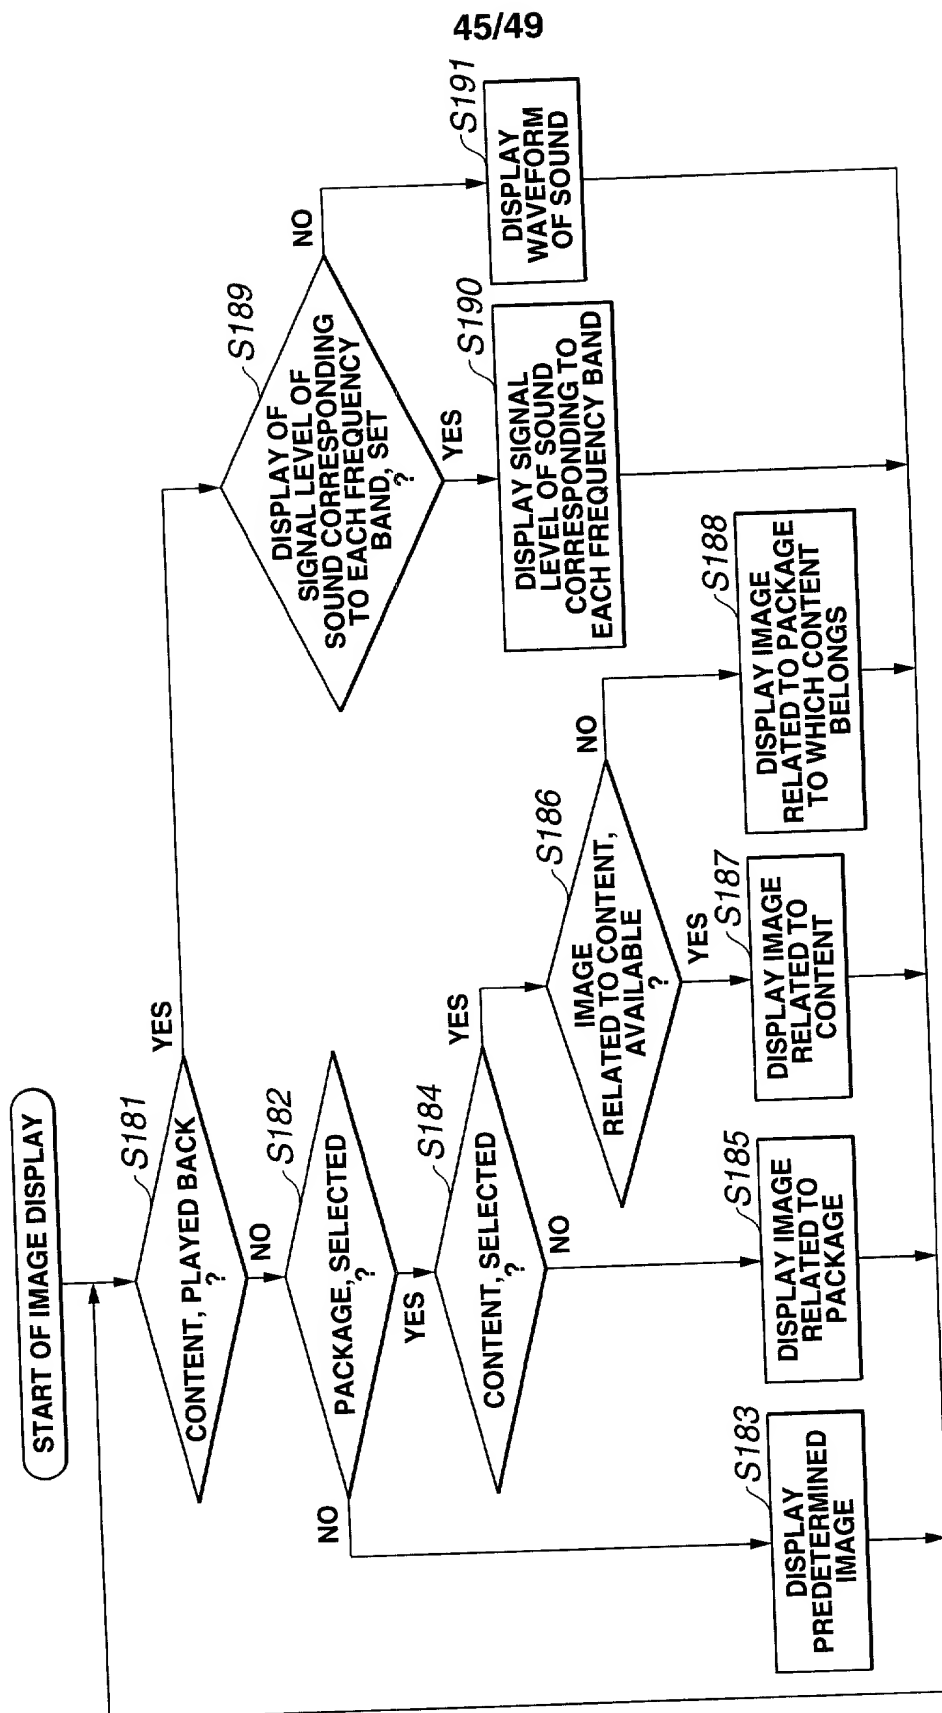 45/49
START OF IMAGE DISPLAY
S181
CONTENT, PLAYED BACK
?
YES
NO
S182
PACKAGE, SELECTED
?
NO
YES
S184
CONTENT, SELECTED
?
YES
NO
S186
IMAGE
RELATED TO CONTENT,
AVAILABLE
?
NO
YES
S189
DISPLAY OF
SIGNAL LEVEL OF
SOUND CORRESPONDING
TO EACH FREQUENCY
BAND, SET
?
NO
YES
S183
DISPLAY
PREDETERMINED
IMAGE
S185
DISPLAY IMAGE
RELATED TO
PACKAGE
S187
DISPLAY IMAGE
RELATED TO
CONTENT
S188
DISPLAY IMAGE
RELATED TO PACKAGE
TO WHICH CONTENT
BELONGS
S190
DISPLAY SIGNAL
LEVEL OF SOUND
CORRESPONDING TO
EACH FREQUENCY BAND
S191
DISPLAY
WAVEFORM
OF SOUND